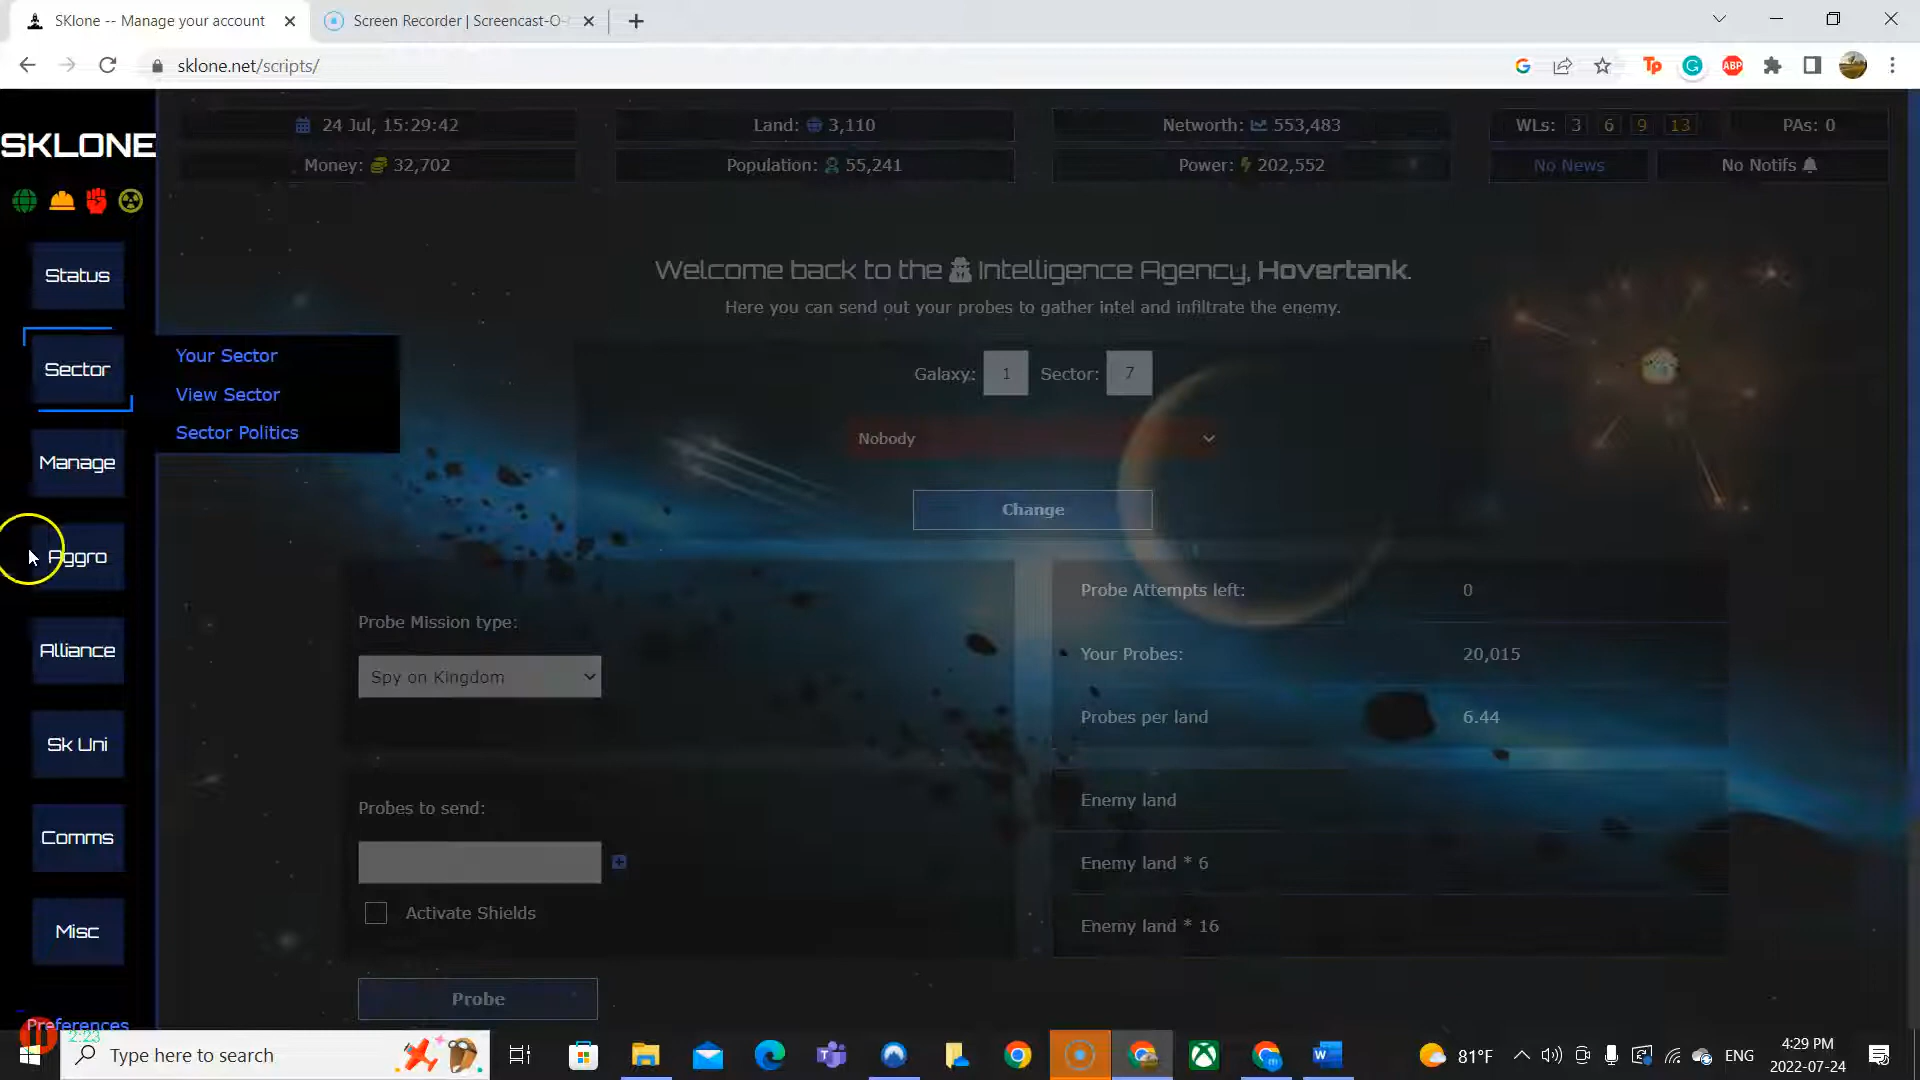 SKlone -- Manage your account
Screen Recorder | Screencast-O-
sklone.net/scripts/
SKLONE
24 Jul, 15:29:42
Land: 3,110
Networth: 553,483
WLs: 3 6 9 13
PAs: 0
Money: 32,702
Population: 55,241
Power: 202,552
No News
No Notifs
Status
Sector
Manage
Aggro
Alliance
Sk Uni
Comms
Misc
Preferences
Your Sector
View Sector
Sector Politics
Welcome back to the Intelligence Agency, Hovertank.
Here you can send out your probes to gather intel and infiltrate the enemy.
Galaxy: 1 Sector: 7
Nobody
Change
Probe Mission type:
Spy on Kingdom
Probes to send:
Activate Shields
Probe
Probe Attempts left: 0
Your Probes: 20,015
Probes per land 6.44
Enemy land
Enemy land * 6
Enemy land * 16
2:23
Type here to search
81°F
ENG
4:29 PM
2022-07-24
Tp
ABP